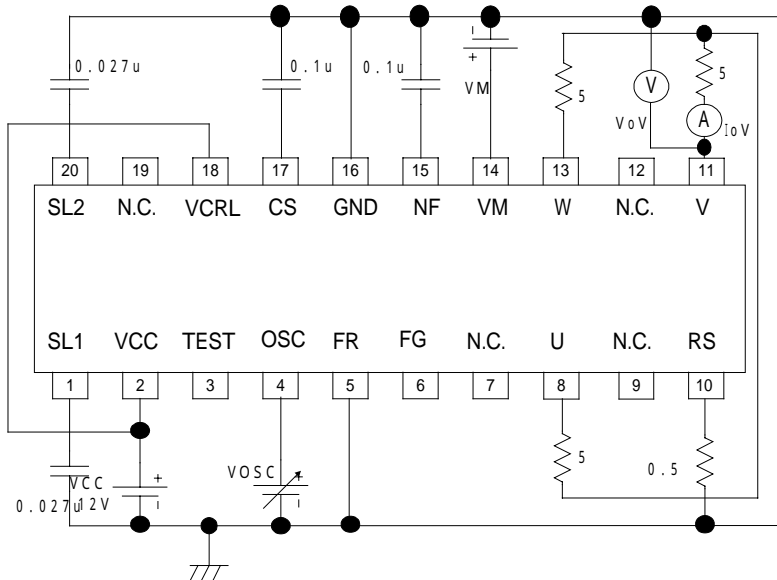 0.027u 0.1u 0.1u − + VM 5 V VoV 5 A IoV
20 19 18 17 16 15 14 13 12 11
SL2 N.C. VCRL CS GND NF VM W N.C. V
SL1 VCC TEST OSC FR FG N.C. U N.C. RS
1 2 3 4 5 6 7 8 9 10
0.027u VCC 12V + − VOSC + − 5 0.5